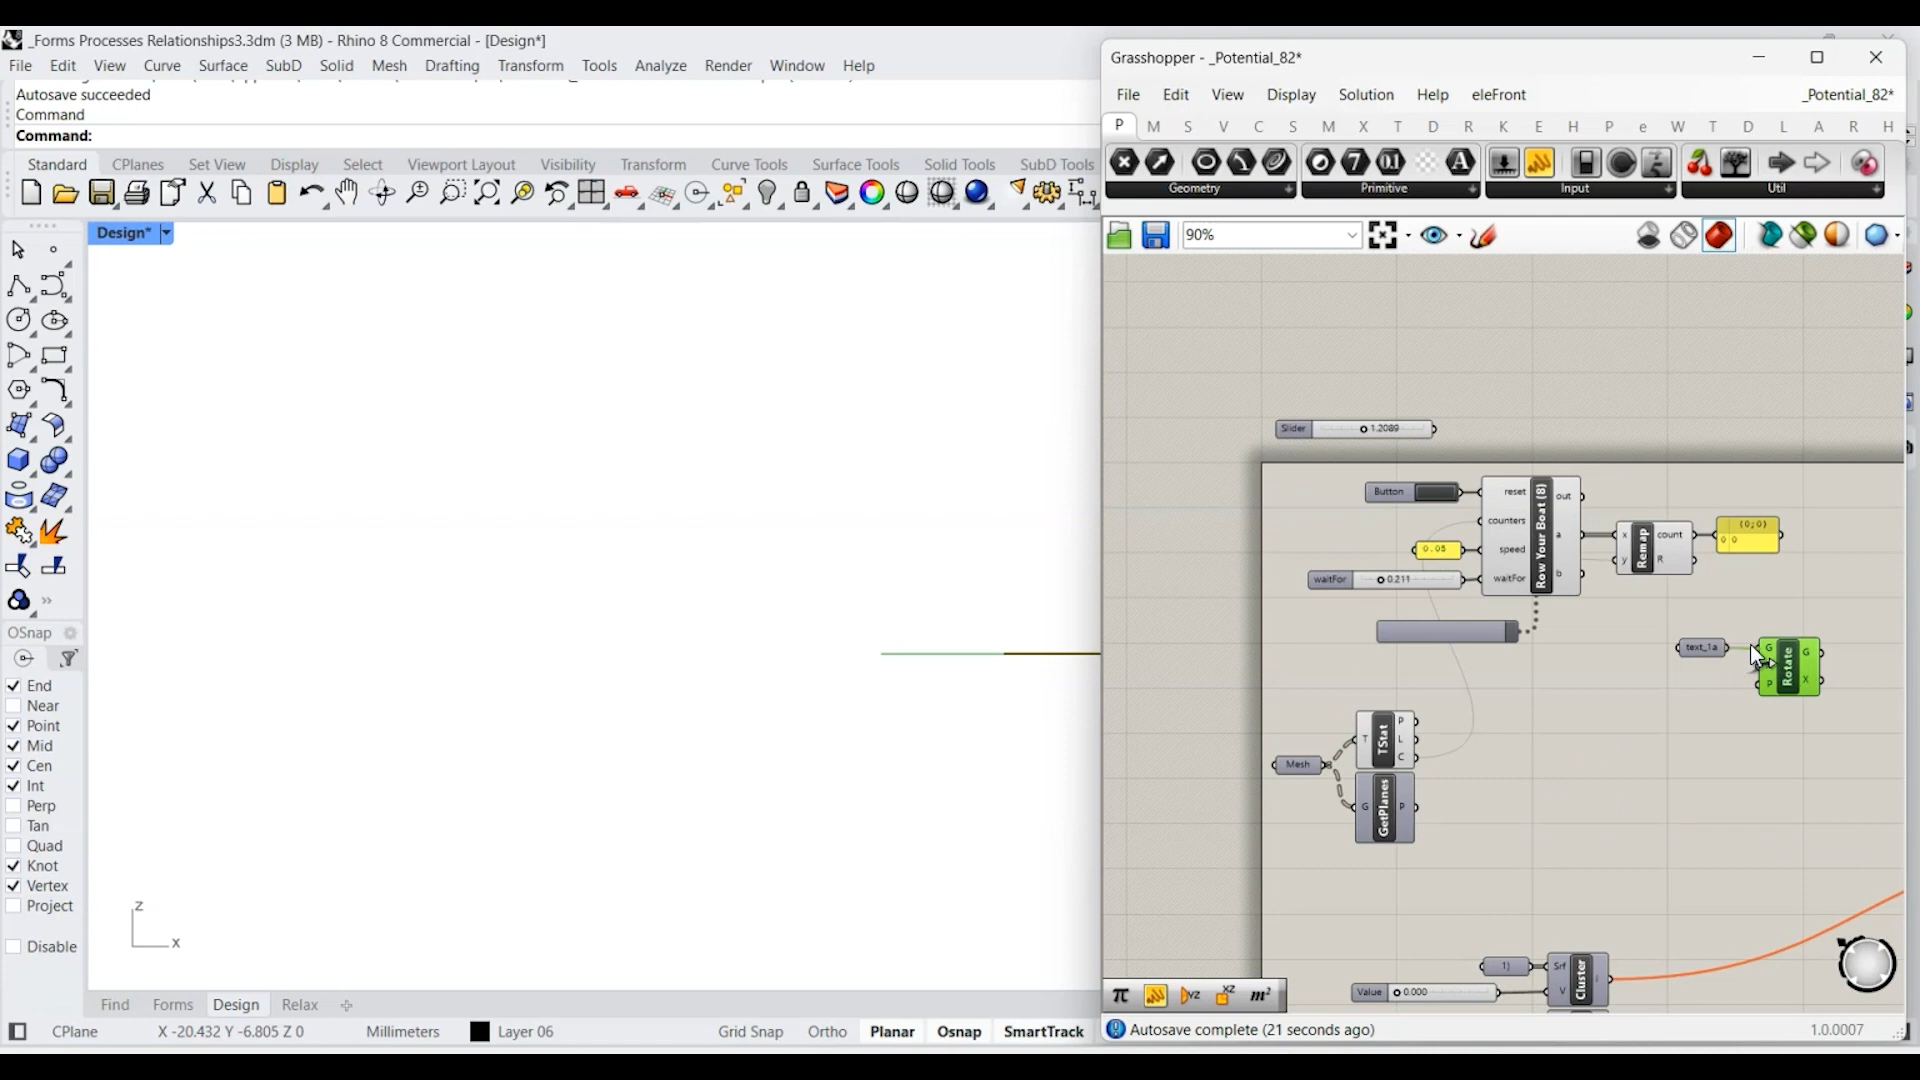 _Forms Processes Relationships3.3dm (3 MB) - Rhino 8 Commercial - [Design*]
File Edit View Curve Surface SubD Solid Mesh Drafting Transform Tools Analyze Render Window Help
Autosave succeeded
Command
Command:
Standard CPlanes Set View Display Select Viewport Layout Visibility Transform Curve Tools Surface Tools Solid Tools SubD Tools
Design*
OSnap
End
Near
Point
Mid
Cen
Int
Perp
Tan
Quad
Knot
Vertex
Project
Disable
z
x
Find Forms Design Relax
CPlane X -20.432 Y -6.805 Z 0 Millimeters Layer 06 Grid Snap Ortho Planar Osnap SmartTrack
Grasshopper - _Potential_82*
File Edit View Display Solution Help eleFront _Potential_82*
P M S V C S M X T D R K E H P e W T D L A R H
Geometry Primitive Input Util
90%
Slider 1.2089
Button
reset
counters
speed
waitFor
Row Your Boat (8)
out
a
b
0.05
waitFor 0.211
x
y
Remap
count
R
{0;0}
0 0
text_1a
G
P
Rotate
G
X
Mesh
T
TStat
P
L
C
G
GetPlanes
P
1)
Value 0.000
Srf
V
Cluster
YZ
XZ
m²
Autosave complete (21 seconds ago) 1.0.0007